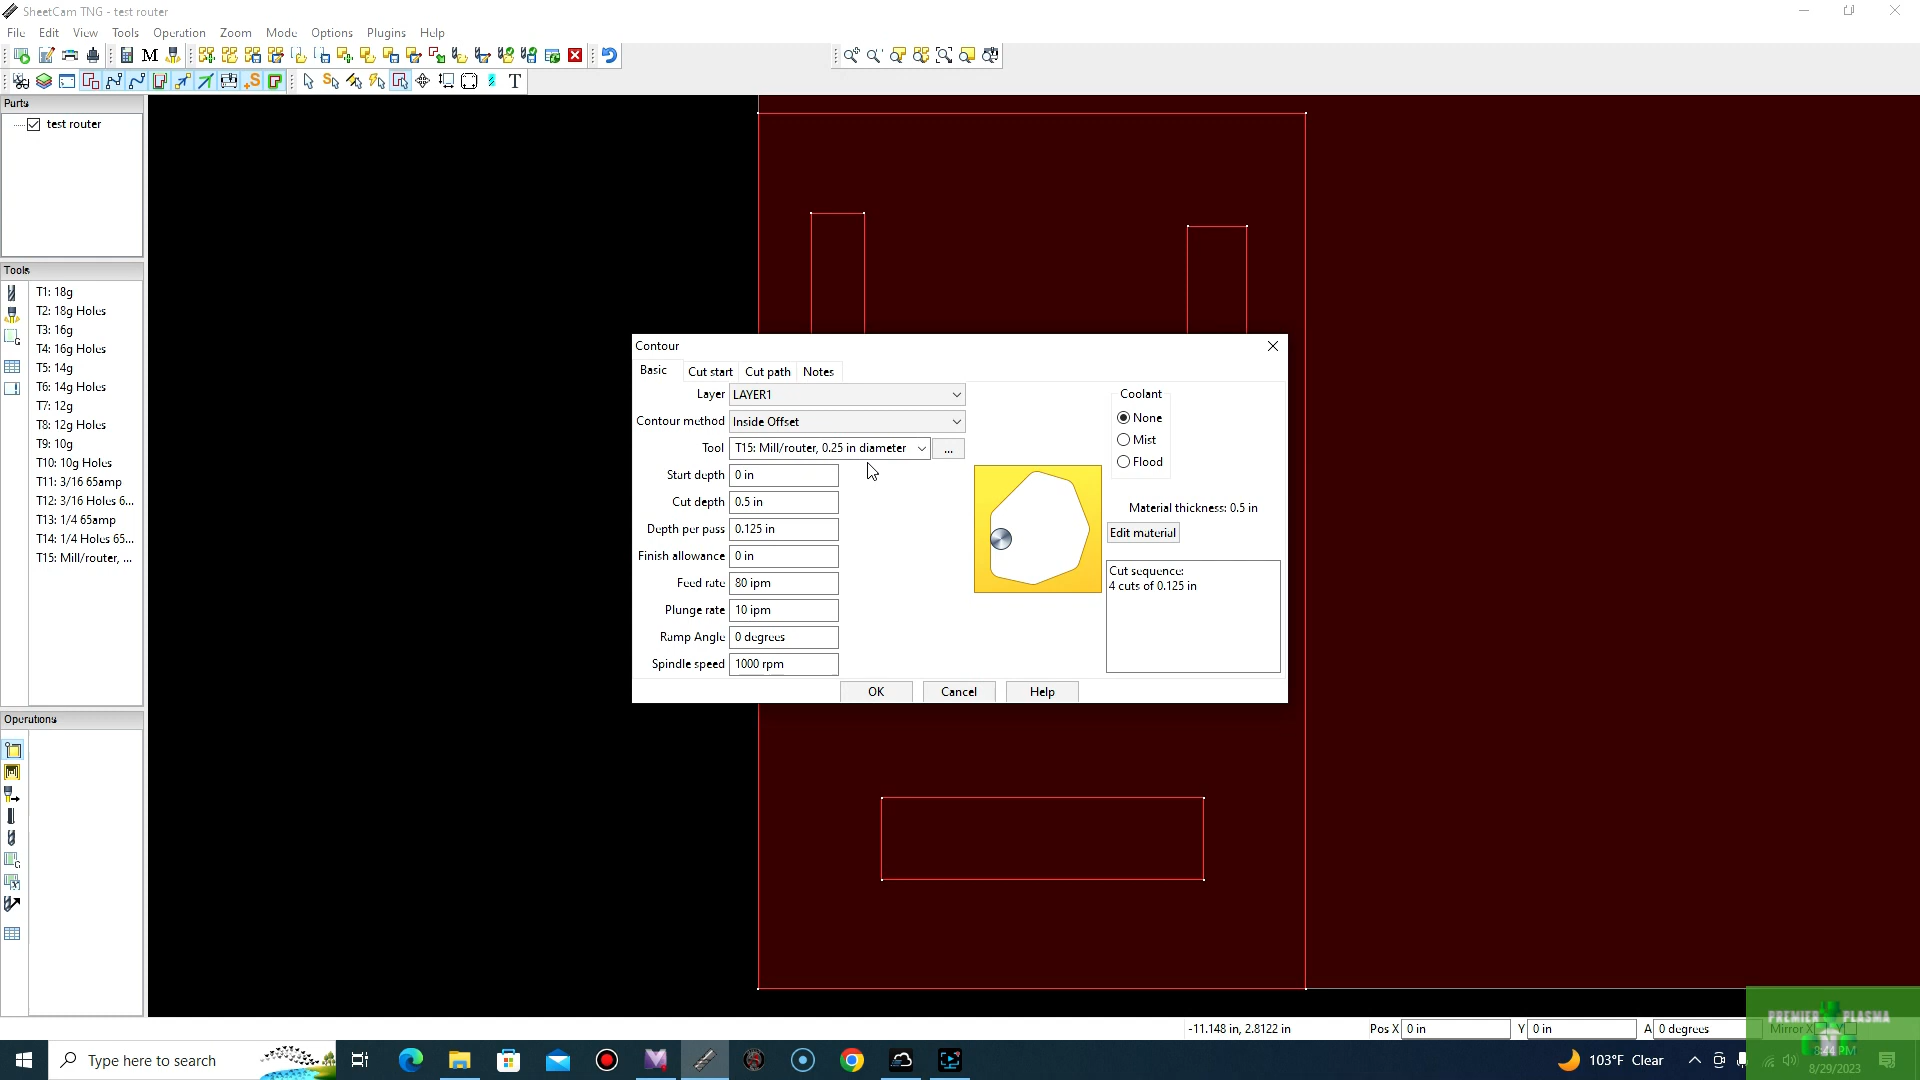 SheetCam TNG - test router
File Edit View Tools Operation Zoom Mode Options Plugins Help
Parts
test router
Tools
T1: 18g
T2: 18g Holes
T3: 16g
T4: 16g Holes
T5: 14g
T6: 14g Holes
T7: 12g
T8: 12g Holes
T9: 10g
T10: 10g Holes
T11: 3/16 65amp
T12: 3/16 Holes 6...
T13: 1/4 65amp
T14: 1/4 Holes 65...
T15: Mill/router, ...
Operations
Contour
Basic Cut start Cut path Notes
Layer LAYER1
Contour method Inside Offset
Tool T15: Mill/router, 0.25 in diameter ...
Start depth 0 in
Cut depth 0.5 in
Depth per pass 0.125 in
Finish allowance 0 in
Feed rate 80 ipm
Plunge rate 10 ipm
Ramp Angle 0 degrees
Spindle speed 1000 rpm
Coolant
None
Mist
Flood
Material thickness: 0.5 in
Edit material
Cut sequence:
4 cuts of 0.125 in
OK Cancel Help
-11.148 in, 2.8122 in Pos X 0 in Y 0 in A 0 degrees Mirror X Y
PREMIER PLASMA
Type here to search
103°F Clear
8:44 PM
8/29/2023